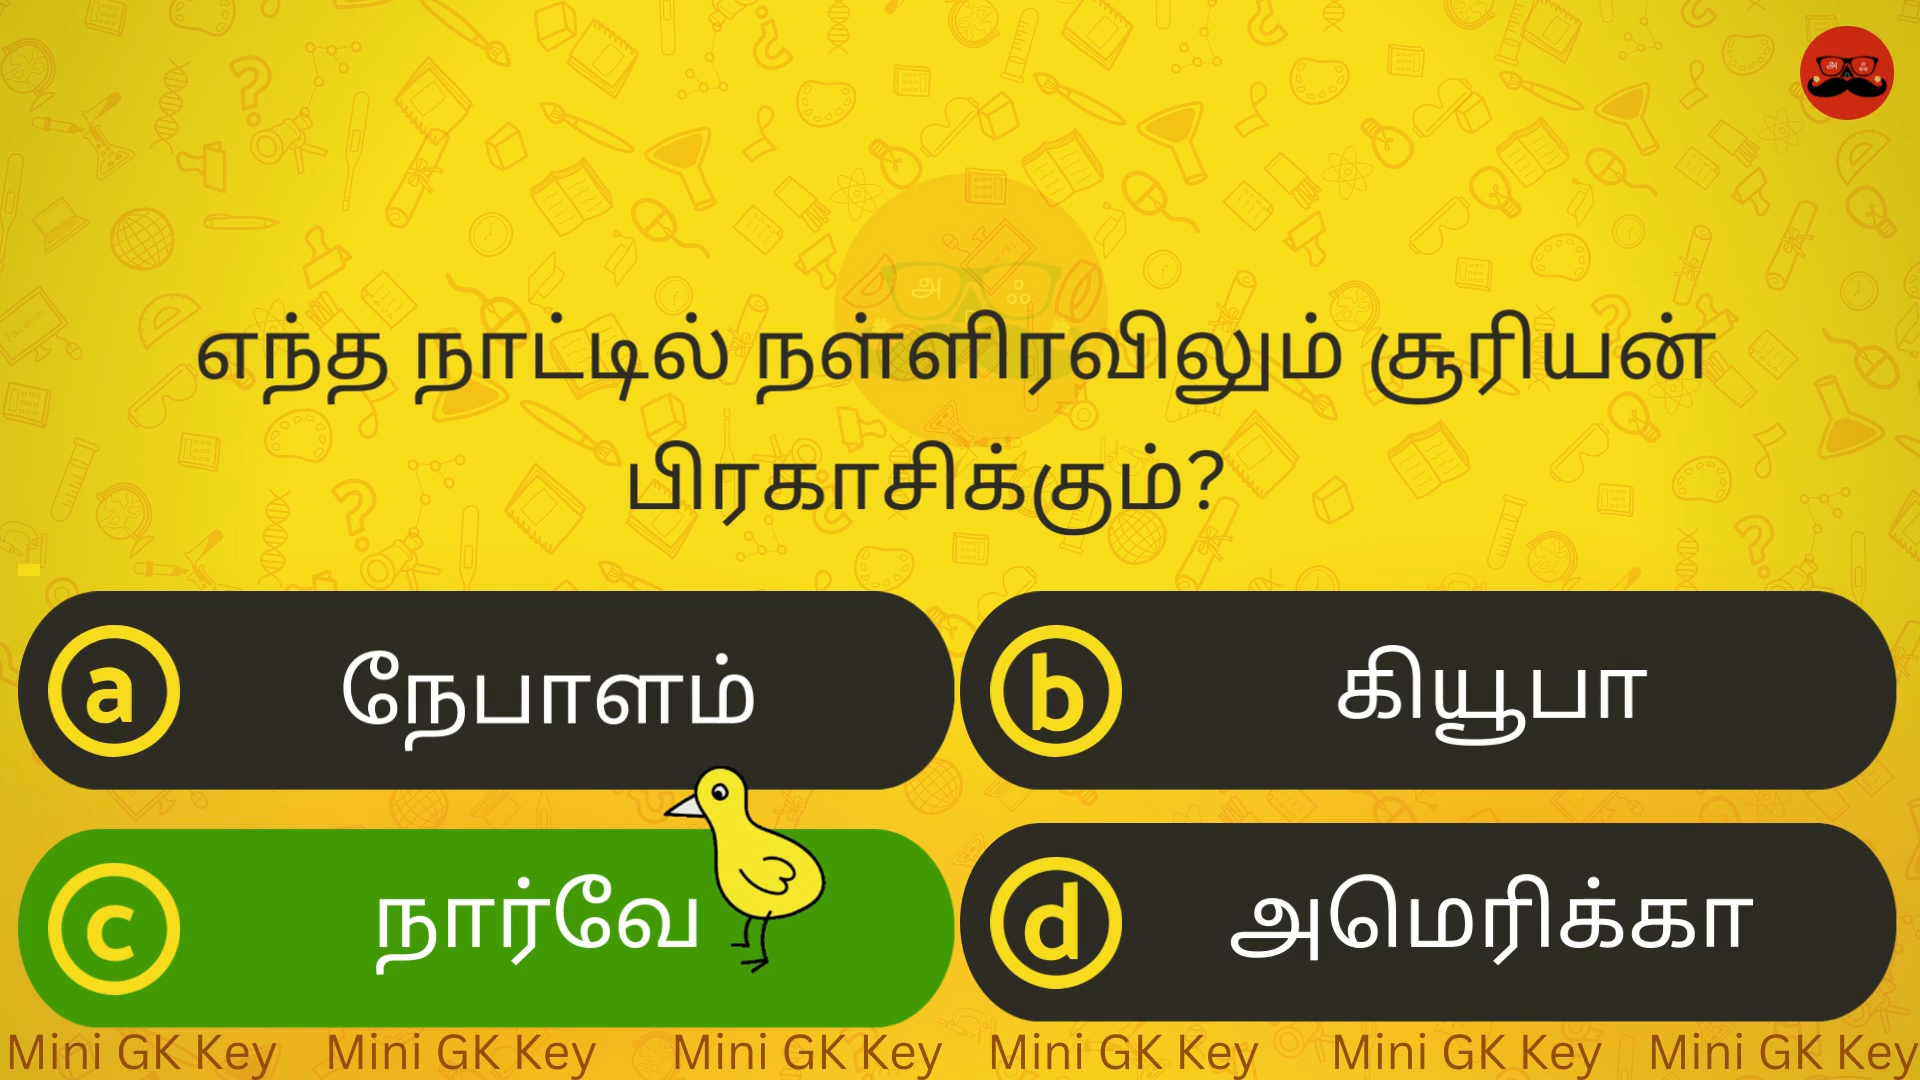 எந்த நாட்டில் நள்ளிரவிலும் சூரியன்
பிரகாசிக்கும்?
a நேபாளம்
b கியூபா
c நார்வே
d அமெரிக்கா
Mini GK Key Mini GK Key Mini GK Key Mini GK Key Mini GK Key Mini GK Key